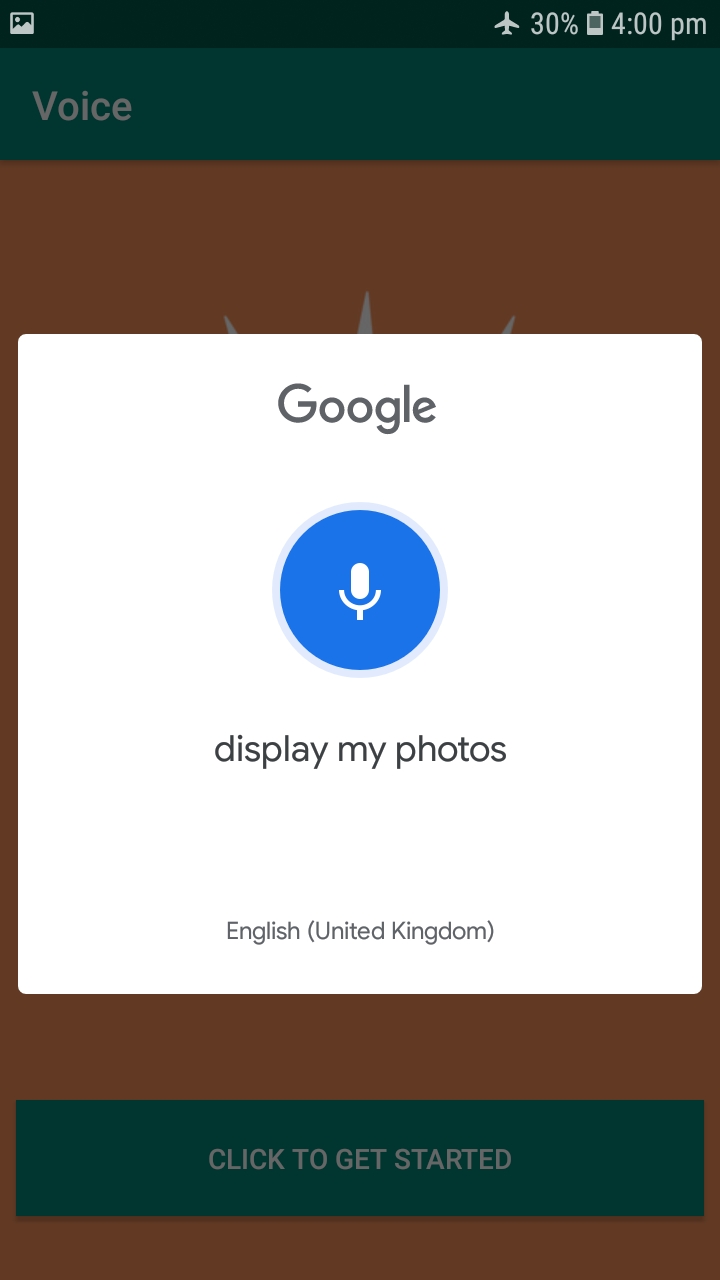 30% 4:00 pm
Voice
Google
display my photos
English (United Kingdom)
CLICK TO GET STARTED